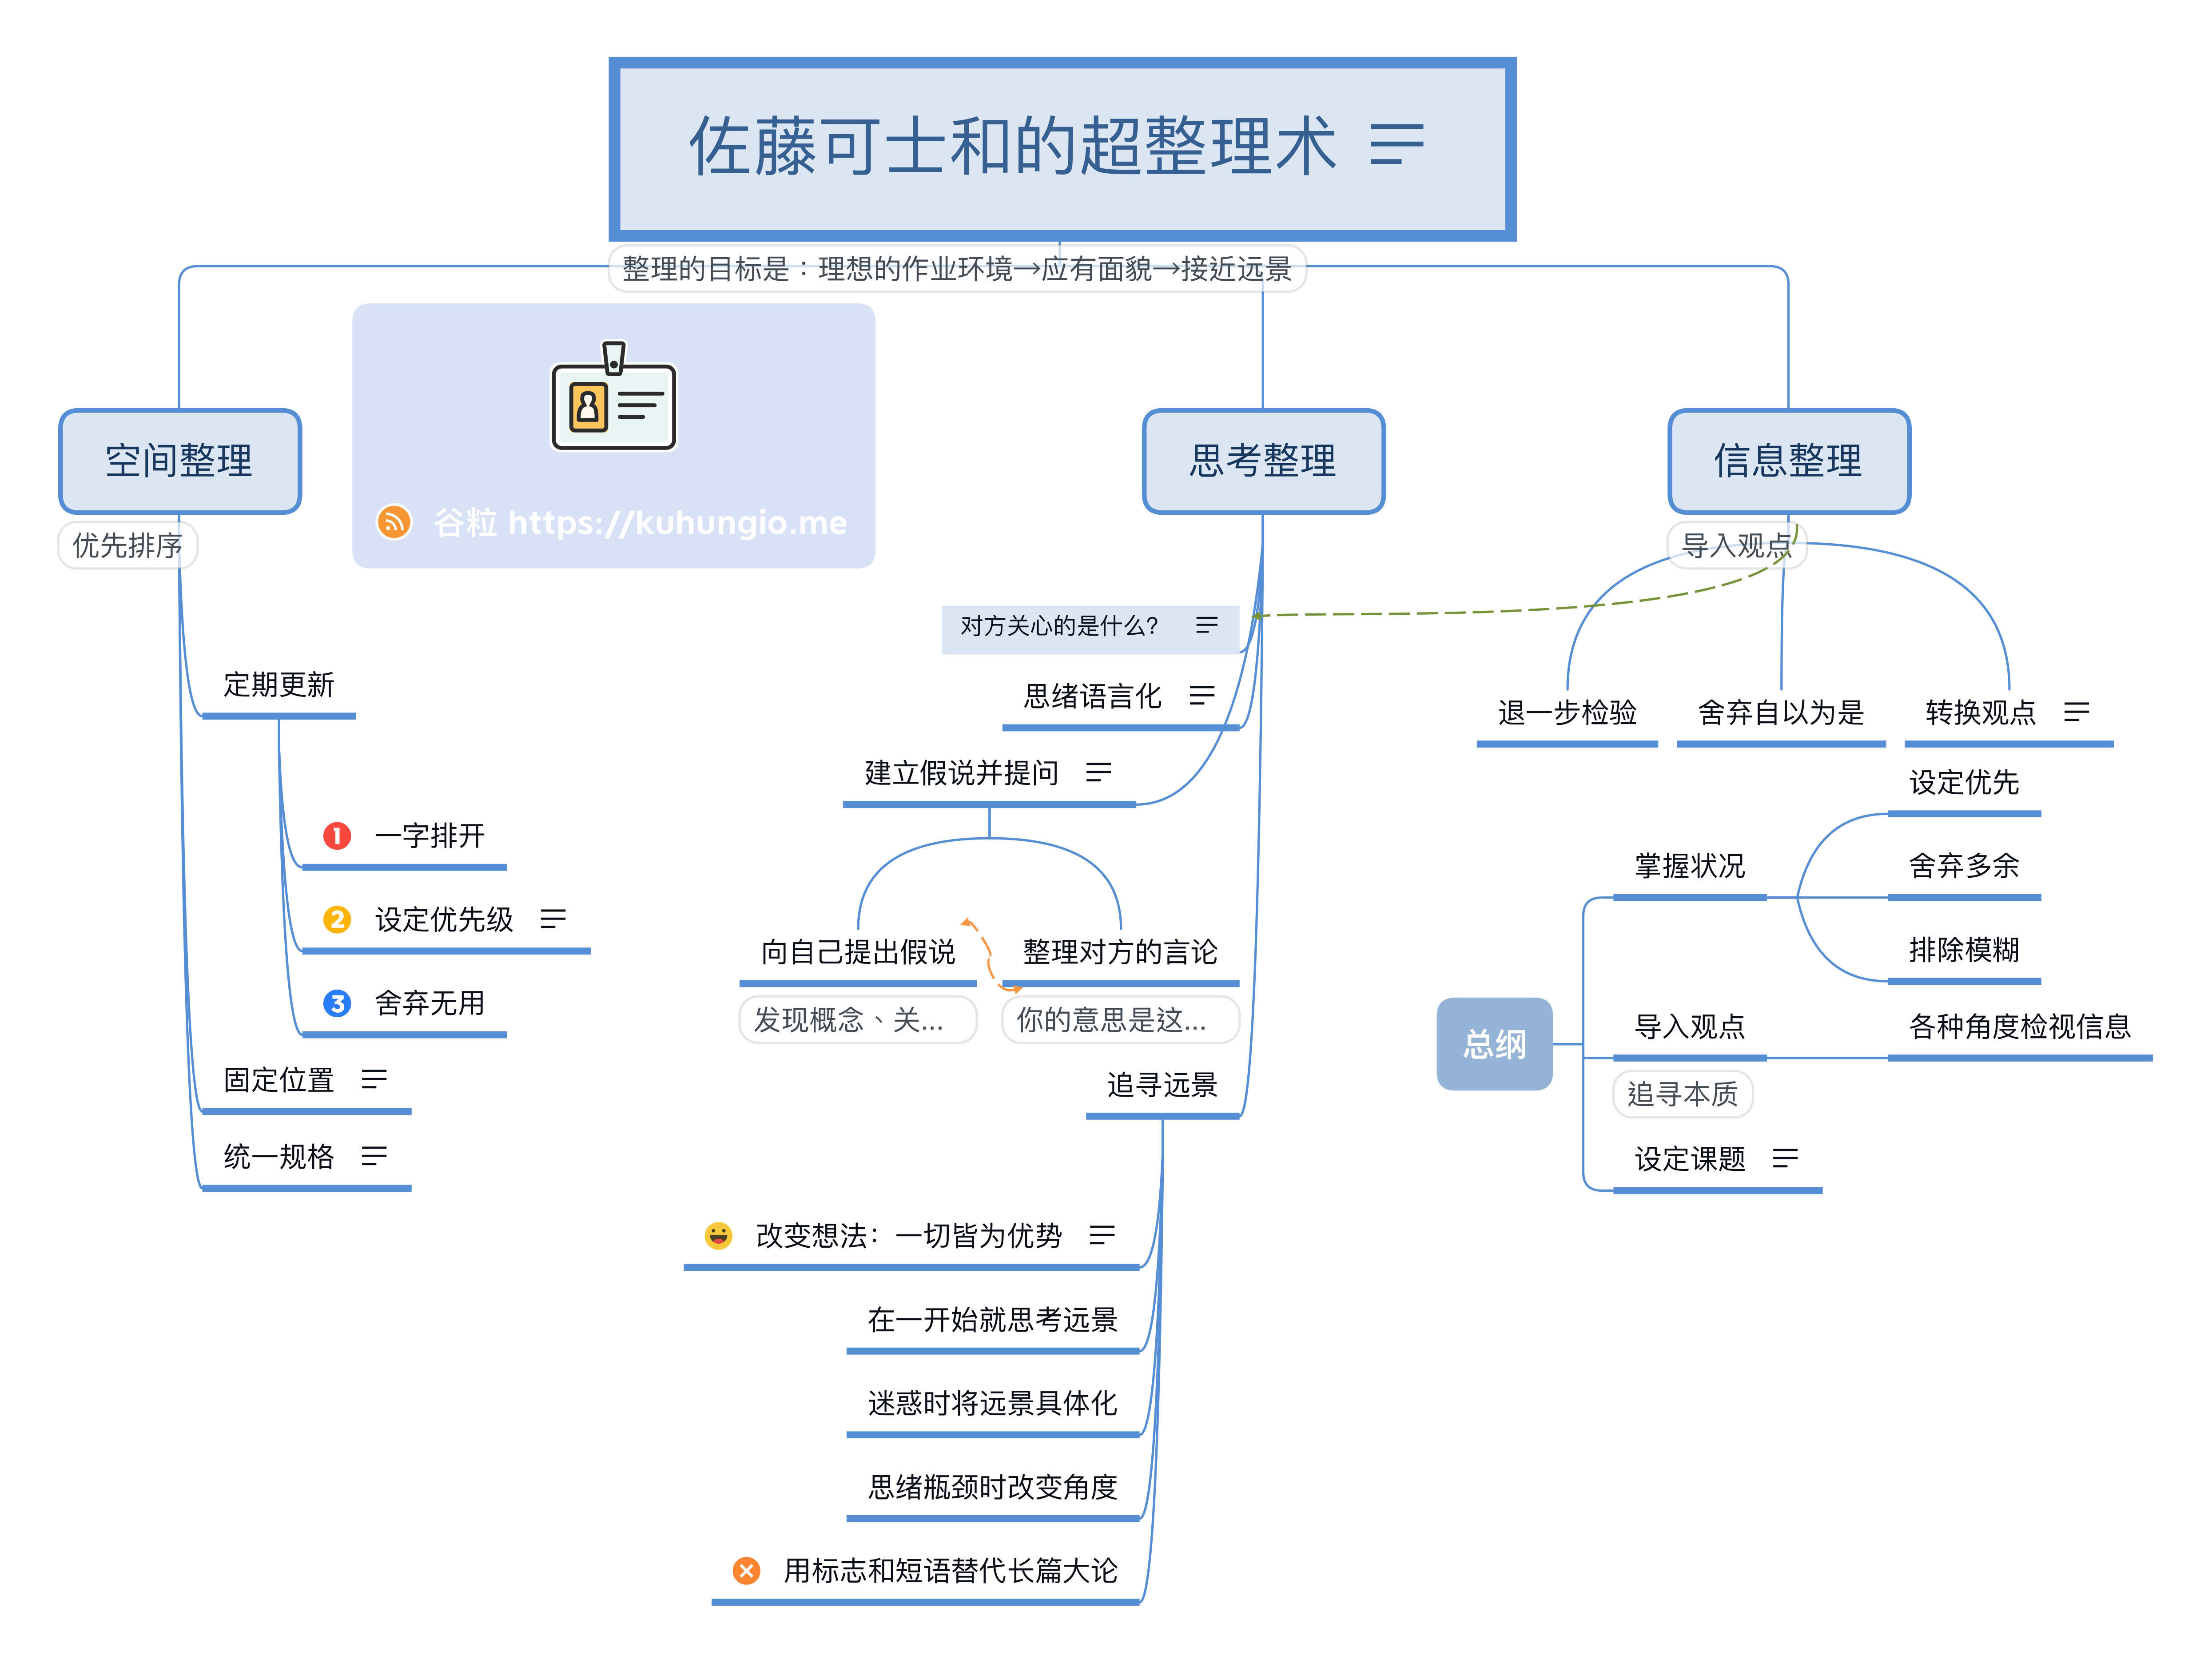 佐藤可士和的超整理术
整理的目标是：理想的作业环境→应有面貌→接近远景
谷粒 https://kuhungio.me
空间整理
优先排序
定期更新
1 一字排开
2 设定优先级
3 舍弃无用
固定位置
统一规格
思考整理
对方关心的是什么？
思绪语言化
建立假说并提问
向自己提出假说
发现概念、关...
整理对方的言论
你的意思是这...
追寻远景
改变想法：一切皆为优势
在一开始就思考远景
迷惑时将远景具体化
思绪瓶颈时改变角度
用标志和短语替代长篇大论
信息整理
导入观点
退一步检验
舍弃自以为是
转换观点
总纲
掌握状况
设定优先
舍弃多余
排除模糊
导入观点
追寻本质
各种角度检视信息
设定课题